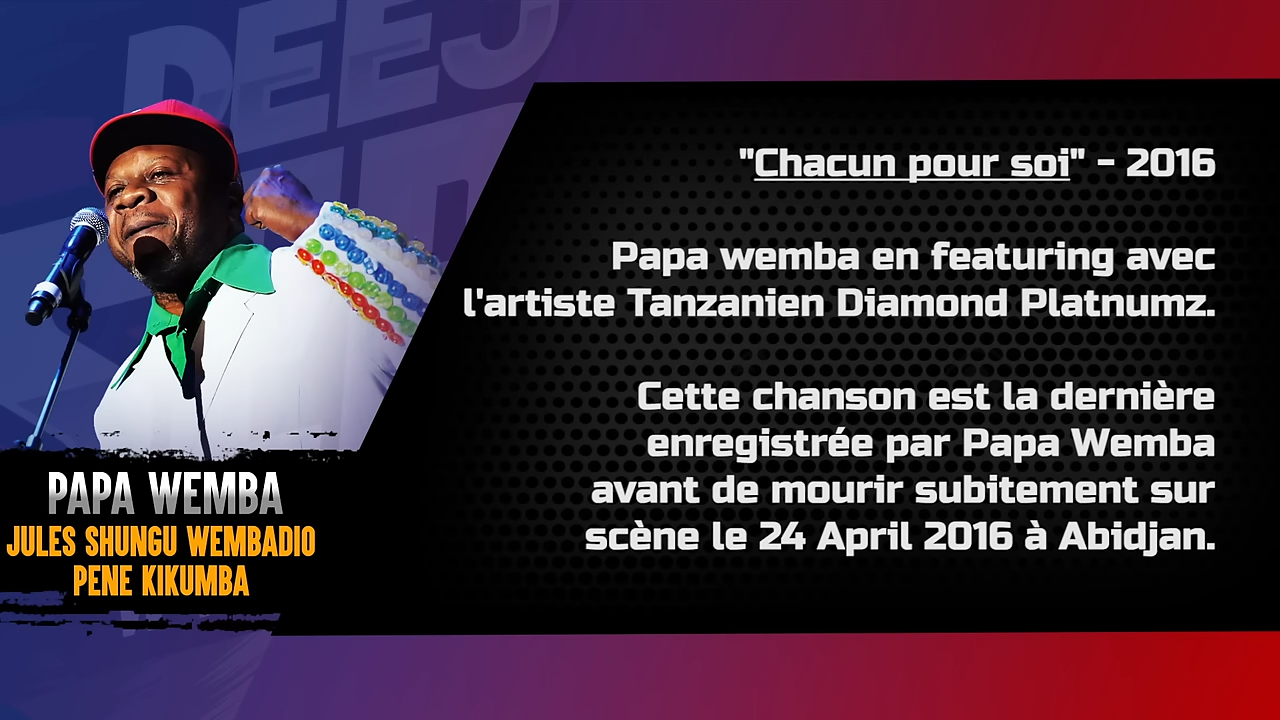 DEEJ
PAPA WEMBA
JULES SHUNGU WEMBADIO
PENE KIKUMBA
"Chacun pour soi" - 2016
Papa wemba en featuring avec
l'artiste Tanzanien Diamond Platnumz.
Cette chanson est la dernière
enregistrée par Papa Wemba
avant de mourir subitement sur
scène le 24 April 2016 à Abidjan.